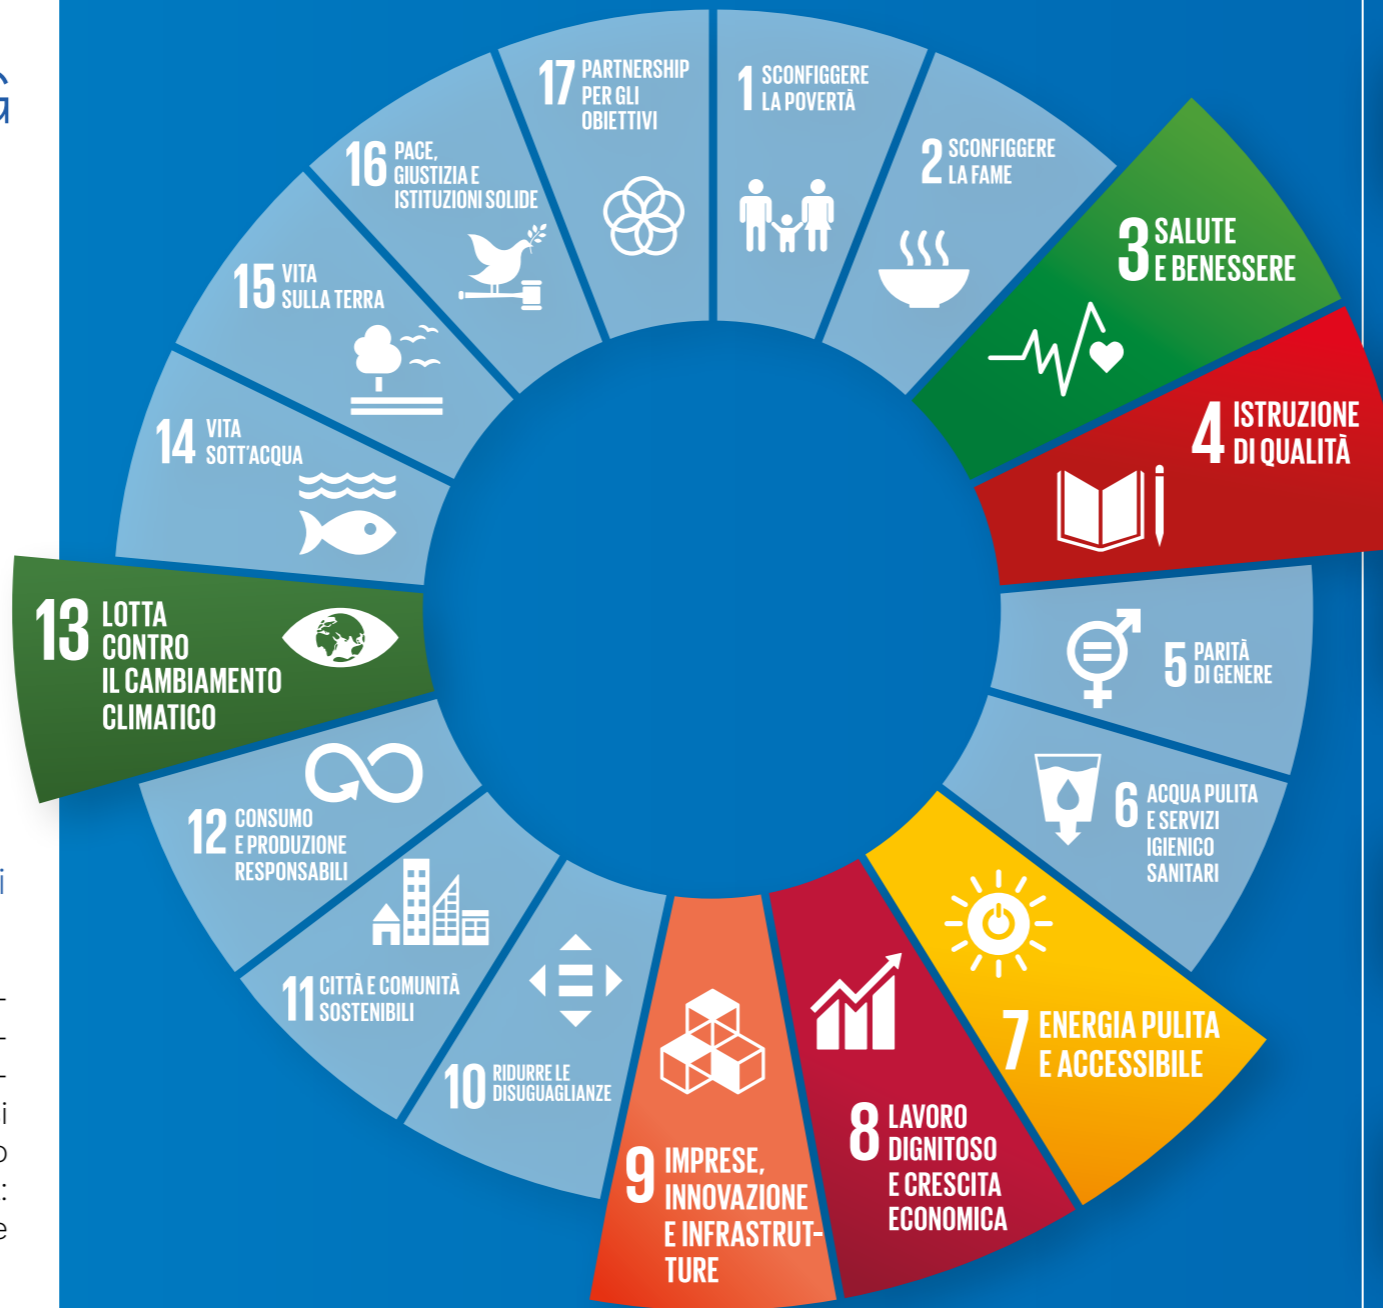 G
i
-
-
-
si
o
:
e
1 SCONFIGGERE
LA POVERTÀ
2 SCONFIGGERE
LA FAME
3 SALUTE
E BENESSERE
4 ISTRUZIONE
DI QUALITÀ
5 PARITÀ
DI GENERE
6 ACQUA PULITA
E SERVIZI
IGIENICO
SANITARI
7 ENERGIA PULITA
E ACCESSIBILE
8 LAVORO
DIGNITOSO
E CRESCITA
ECONOMICA
9 IMPRESE,
INNOVAZIONE
E INFRASTRUT-
TURE
10 RIDURRE LE
DISUGUAGLIANZE
11 CITTÀ E COMUNITÀ
SOSTENIBILI
12 CONSUMO
E PRODUZIONE
RESPONSABILI
13 LOTTA
CONTRO
IL CAMBIAMENTO
CLIMATICO
14 VITA
SOTT'ACQUA
15 VITA
SULLA TERRA
16 PACE,
GIUSTIZIA E
ISTITUZIONI SOLIDE
17 PARTNERSHIP
PER GLI
OBIETTIVI